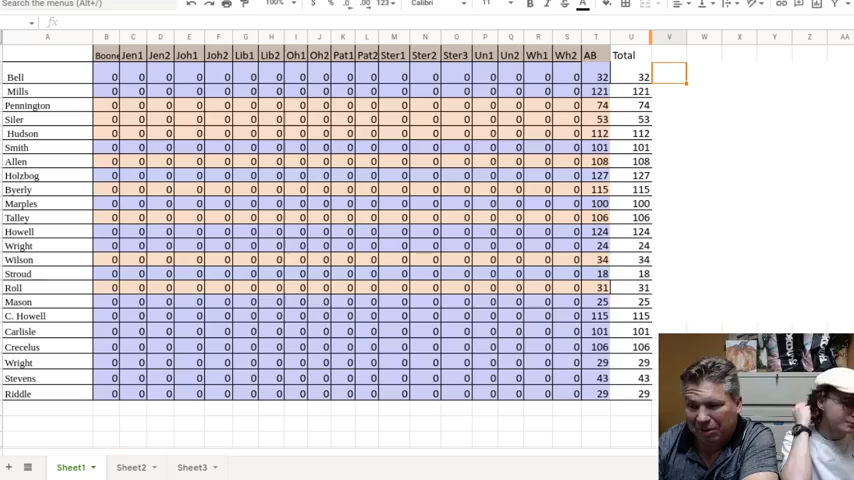 Search the menus (Alt+/)
100% $ % .0 .00 123 Calibri 11 A
fx
A B C D E F G H I J K L M N O P Q R S T U V W X Y Z AA
Boone Jen1 Jen2 Joh1 Joh2 Lib1 Lib2 Oh1 Oh2 Pat1 Pat2 Ster1 Ster2 Ster3 Un1 Un2 Wh1 Wh2 AB Total
Bell 0 0 0 0 0 0 0 0 0 0 0 0 0 0 0 0 0 0 32 32
Mills 0 0 0 0 0 0 0 0 0 0 0 0 0 0 0 0 0 0 121 121
Pennington 0 0 0 0 0 0 0 0 0 0 0 0 0 0 0 0 0 0 74 74
Siler 0 0 0 0 0 0 0 0 0 0 0 0 0 0 0 0 0 0 53 53
Hudson 0 0 0 0 0 0 0 0 0 0 0 0 0 0 0 0 0 0 112 112
Smith 0 0 0 0 0 0 0 0 0 0 0 0 0 0 0 0 0 0 101 101
Allen 0 0 0 0 0 0 0 0 0 0 0 0 0 0 0 0 0 0 108 108
Holzbog 0 0 0 0 0 0 0 0 0 0 0 0 0 0 0 0 0 0 127 127
Byerly 0 0 0 0 0 0 0 0 0 0 0 0 0 0 0 0 0 0 115 115
Marples 0 0 0 0 0 0 0 0 0 0 0 0 0 0 0 0 0 0 100 100
Talley 0 0 0 0 0 0 0 0 0 0 0 0 0 0 0 0 0 0 106 106
Howell 0 0 0 0 0 0 0 0 0 0 0 0 0 0 0 0 0 0 124 124
Wright 0 0 0 0 0 0 0 0 0 0 0 0 0 0 0 0 0 0 24 24
Wilson 0 0 0 0 0 0 0 0 0 0 0 0 0 0 0 0 0 0 34 34
Stroud 0 0 0 0 0 0 0 0 0 0 0 0 0 0 0 0 0 0 18 18
Roll 0 0 0 0 0 0 0 0 0 0 0 0 0 0 0 0 0 0 31 31
Mason 0 0 0 0 0 0 0 0 0 0 0 0 0 0 0 0 0 0 25 25
C. Howell 0 0 0 0 0 0 0 0 0 0 0 0 0 0 0 0 0 0 115 115
Carlisle 0 0 0 0 0 0 0 0 0 0 0 0 0 0 0 0 0 0 101 101
Crecelus 0 0 0 0 0 0 0 0 0 0 0 0 0 0 0 0 0 0 106 106
Wright 0 0 0 0 0 0 0 0 0 0 0 0 0 0 0 0 0 0 29 29
Stevens 0 0 0 0 0 0 0 0 0 0 0 0 0 0 0 0 0 0 43 43
Riddle 0 0 0 0 0 0 0 0 0 0 0 0 0 0 0 0 0 0 29 29
Sheet1 Sheet2 Sheet3